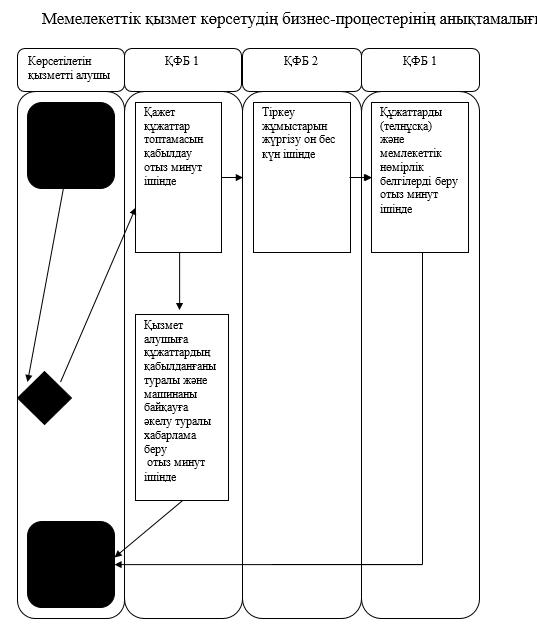 Мемелекеттік қызмет көрсетудің бизнес-процестерінің анықтамалығы
Көрсетілетін
қызметті алушы
ҚФБ 1
ҚФБ 2
ҚФБ 1
Қажет
құжаттар
топтамасын
қабылдау
отыз минут
ішінде
Тіркеу
жұмыстарын
жүргізу он бес
күн ішінде
Құжаттарды
(телнұсқа)
және
мемлекеттік
нөмірлік
белгілерді беру
отыз минут
ішінде
Қызмет
алушыға
құжаттардың
қабылданғаны
туралы және
машинаны
байқауға
әкелу туралы
хабарлама
беру
отыз минут
ішінде